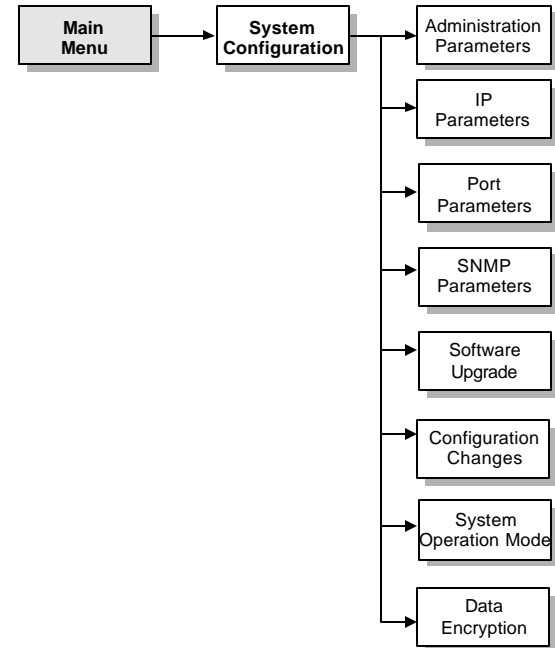 Main
Menu
System
Configuration
Administration
Parameters
IP
Parameters
Port
Parameters
SNMP
Parameters
Software
Upgrade
Configuration
Changes
System
Operation Mode
Data
Encryption